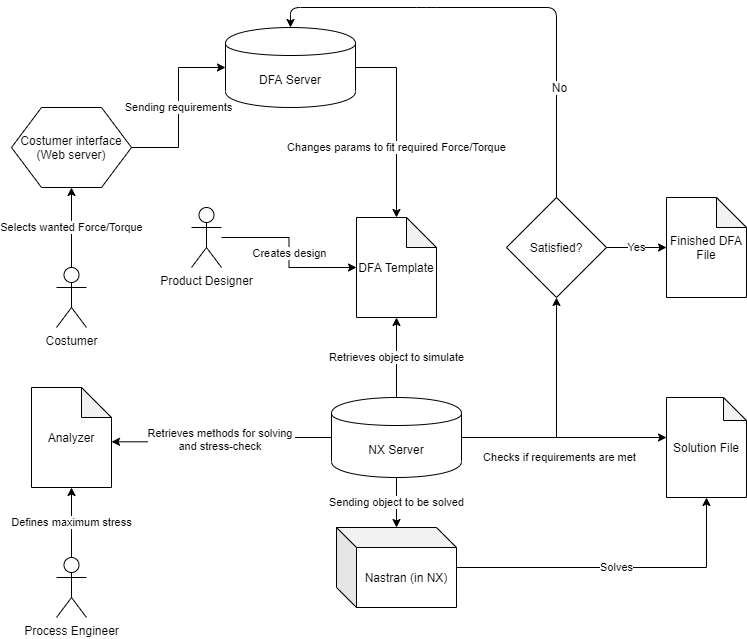 DFA Server
No
Sending requirements
Costumer interface
(Web server)
Changes params to fit required Force/Torque
Selects wanted Force/Torque
Satisfied?
Yes
Finished DFA
File
Creates design
DFA Template
Product Designer
Costumer
Retrieves object to simulate
Analyzer
Retrieves methods for solving
and stress-check
NX Server
Checks if requirements are met
Solution File
Sending object to be solved
Defines maximum stress
Nastran (in NX)
Solves
Process Engineer